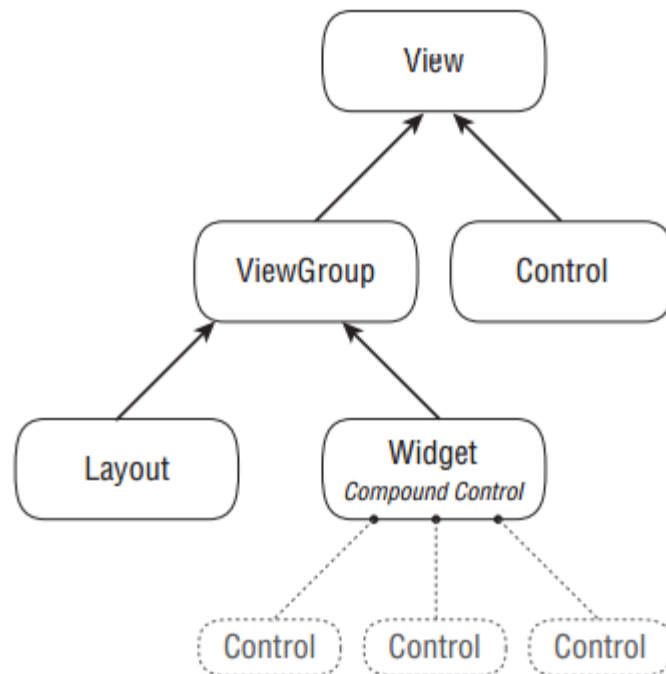 View
ViewGroup
Control
Layout
Widget
Compound Control
Control
Control
Control